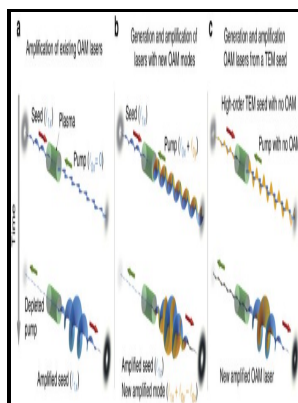 a
Amplification of existing OAM lasers
Seed
Plasma
Pump
Depleted
pump
Amplified seed
b
Generation and amplification of
lasers with new OAM modes
Seed
Pump
Amplified seed
New amplified mode
c
Generation and amplification
OAM lasers from a TEM seed
High-order TEM seed with no OAM
Pump with no OAM
New amplified OAM laser
Time